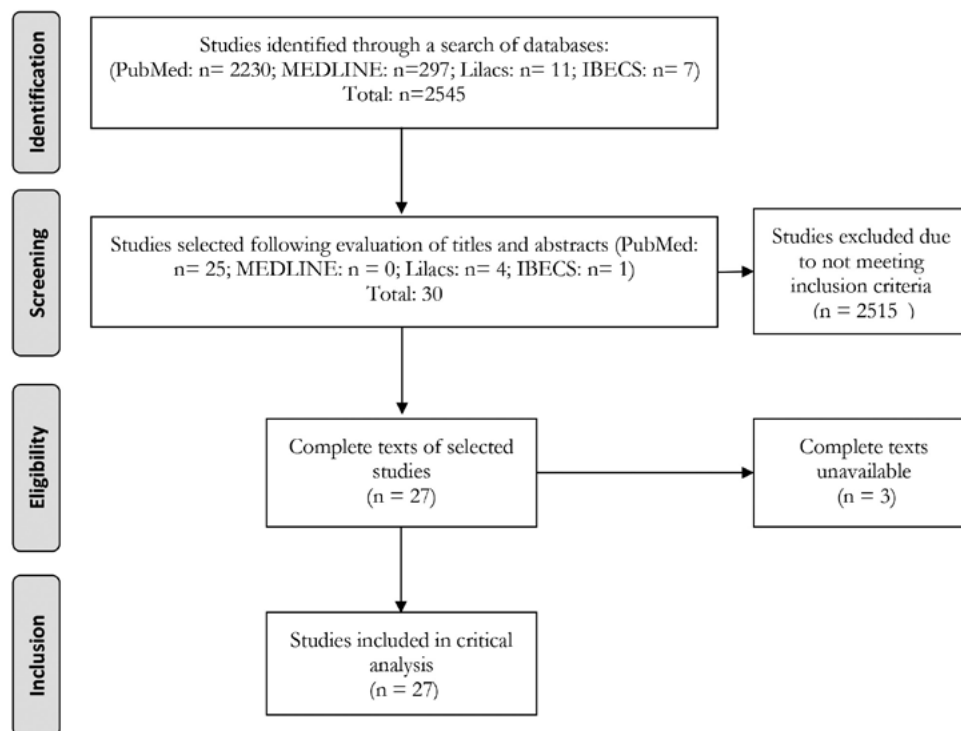 Identification
Studies identified through a search of databases:
(PubMed: n= 2230; MEDLINE: n=297; Lilacs: n= 11; IBECS: n= 7)
Total: n=2545
Screening
Studies selected following evaluation of titles and abstracts (PubMed:
n= 25; MEDLINE: n = 0; Lilacs: n= 4; IBECS: n= 1)
Total: 30
Studies excluded due
to not meeting
inclusion criteria
(n = 2515 )
Eligibility
Complete texts of selected
studies
(n = 27)
Complete texts
unavailable
(n = 3)
Inclusion
Studies included in critical
analysis
(n = 27)